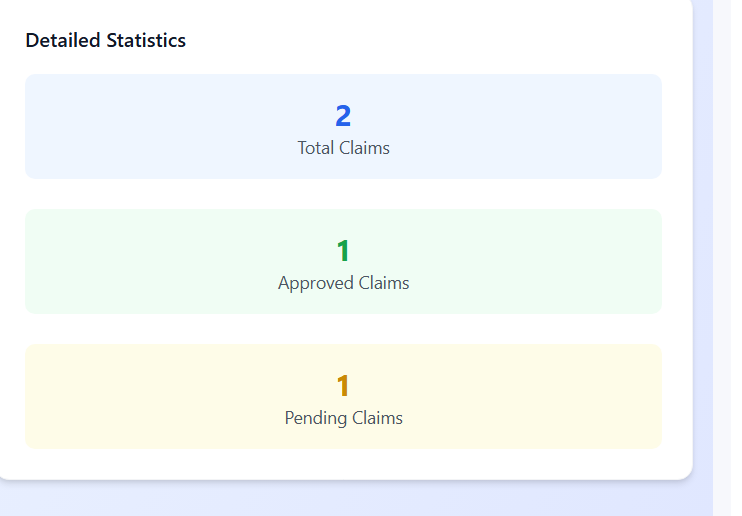 Detailed Statistics
2
Total Claims
1
Approved Claims
1
Pending Claims